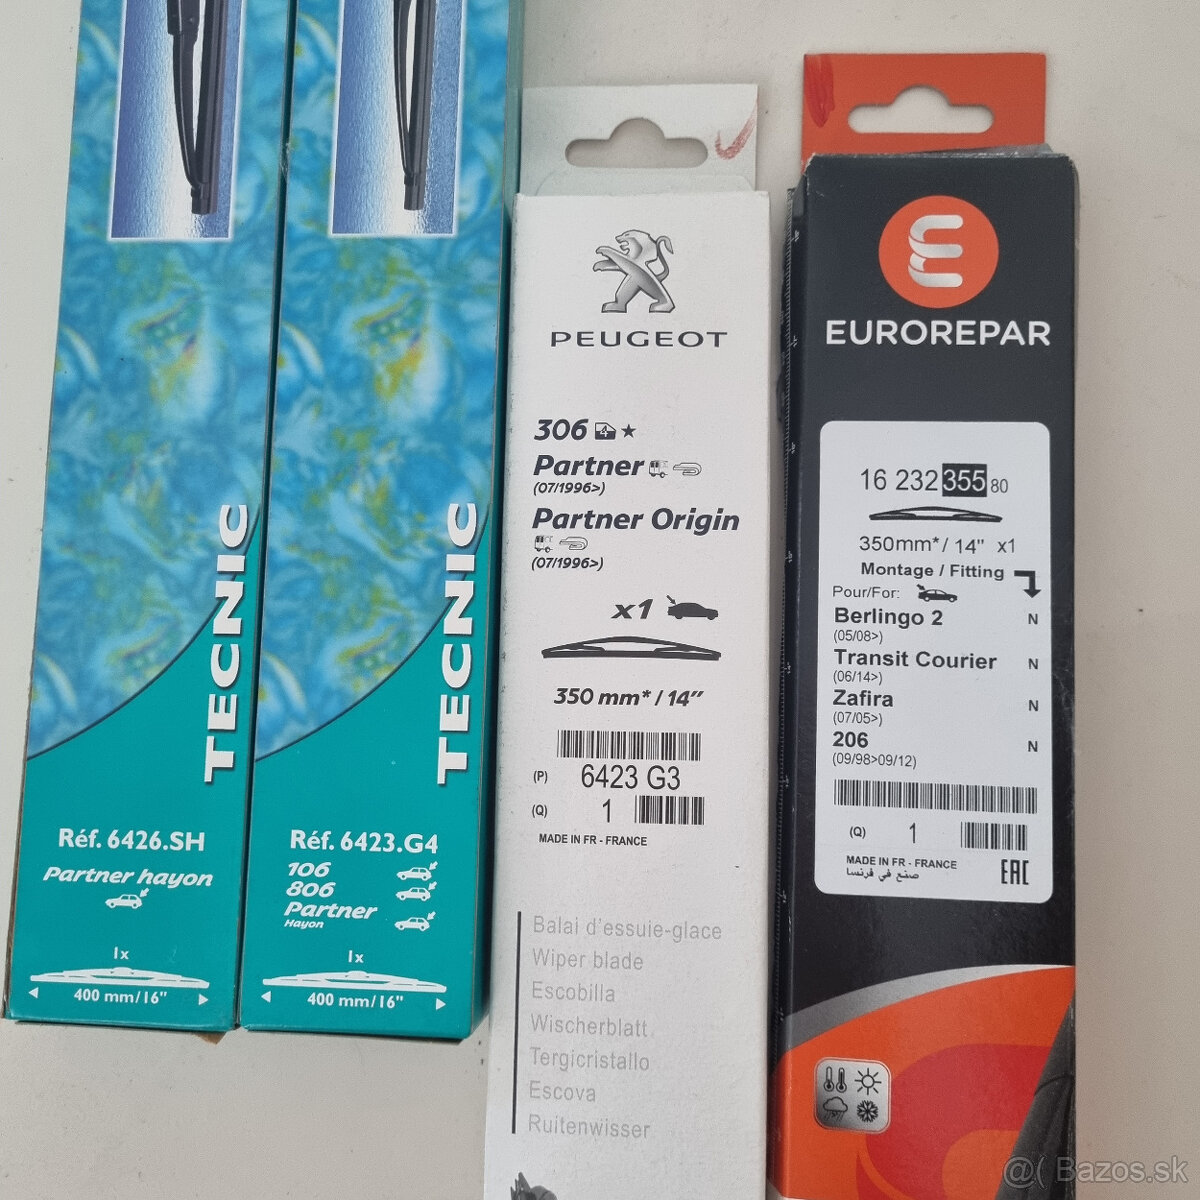 TECNIC
Réf. 6426.SH
Partner hayon
1x
400 mm/16"
TECNIC
Réf. 6423.G4
106
806
Partner
Hayon
1x
400 mm/16"
PEUGEOT
306 4 ★
Partner
(07/1996>)
Partner Origin
(07/1996>)
x1
350 mm* / 14"
(P) 6423 G3
(Q) 1
MADE IN FR - FRANCE
Balai d'essuie-glace
Wiper blade
Escobilla
Wischerblatt
Tergicristallo
Escova
Ruitenwisser
EUROREPAR
16 232 355 80
350mm*/ 14" x1
Montage / Fitting
Pour/For:
Berlingo 2 N
(05/08>)
Transit Courier N
(06/14>)
Zafira N
(07/05>)
206 N
(09/98>09/12)
(Q) 1
MADE IN FR - FRANCE
صنع في فرنسا
EAC
@( Bazos.sk